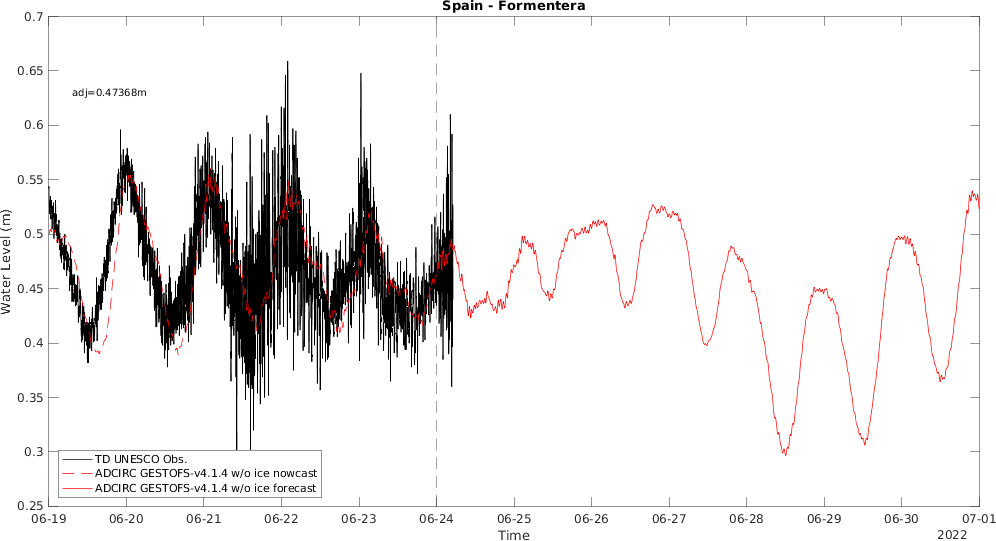 Spain - Formentera
0.7
0.65
adj=0.47368m
0.6
0.55
0.5
0.45
0.4
0.35
0.3
0.25
Water Level (m)
TD UNESCO Obs.
ADCIRC GESTOFS-v4.1.4 w/o ice nowcast
ADCIRC GESTOFS-v4.1.4 w/o ice forecast
06-19 06-20 06-21 06-22 06-23 06-24 06-25 06-26 06-27 06-28 06-29 06-30 07-01
Time
2022